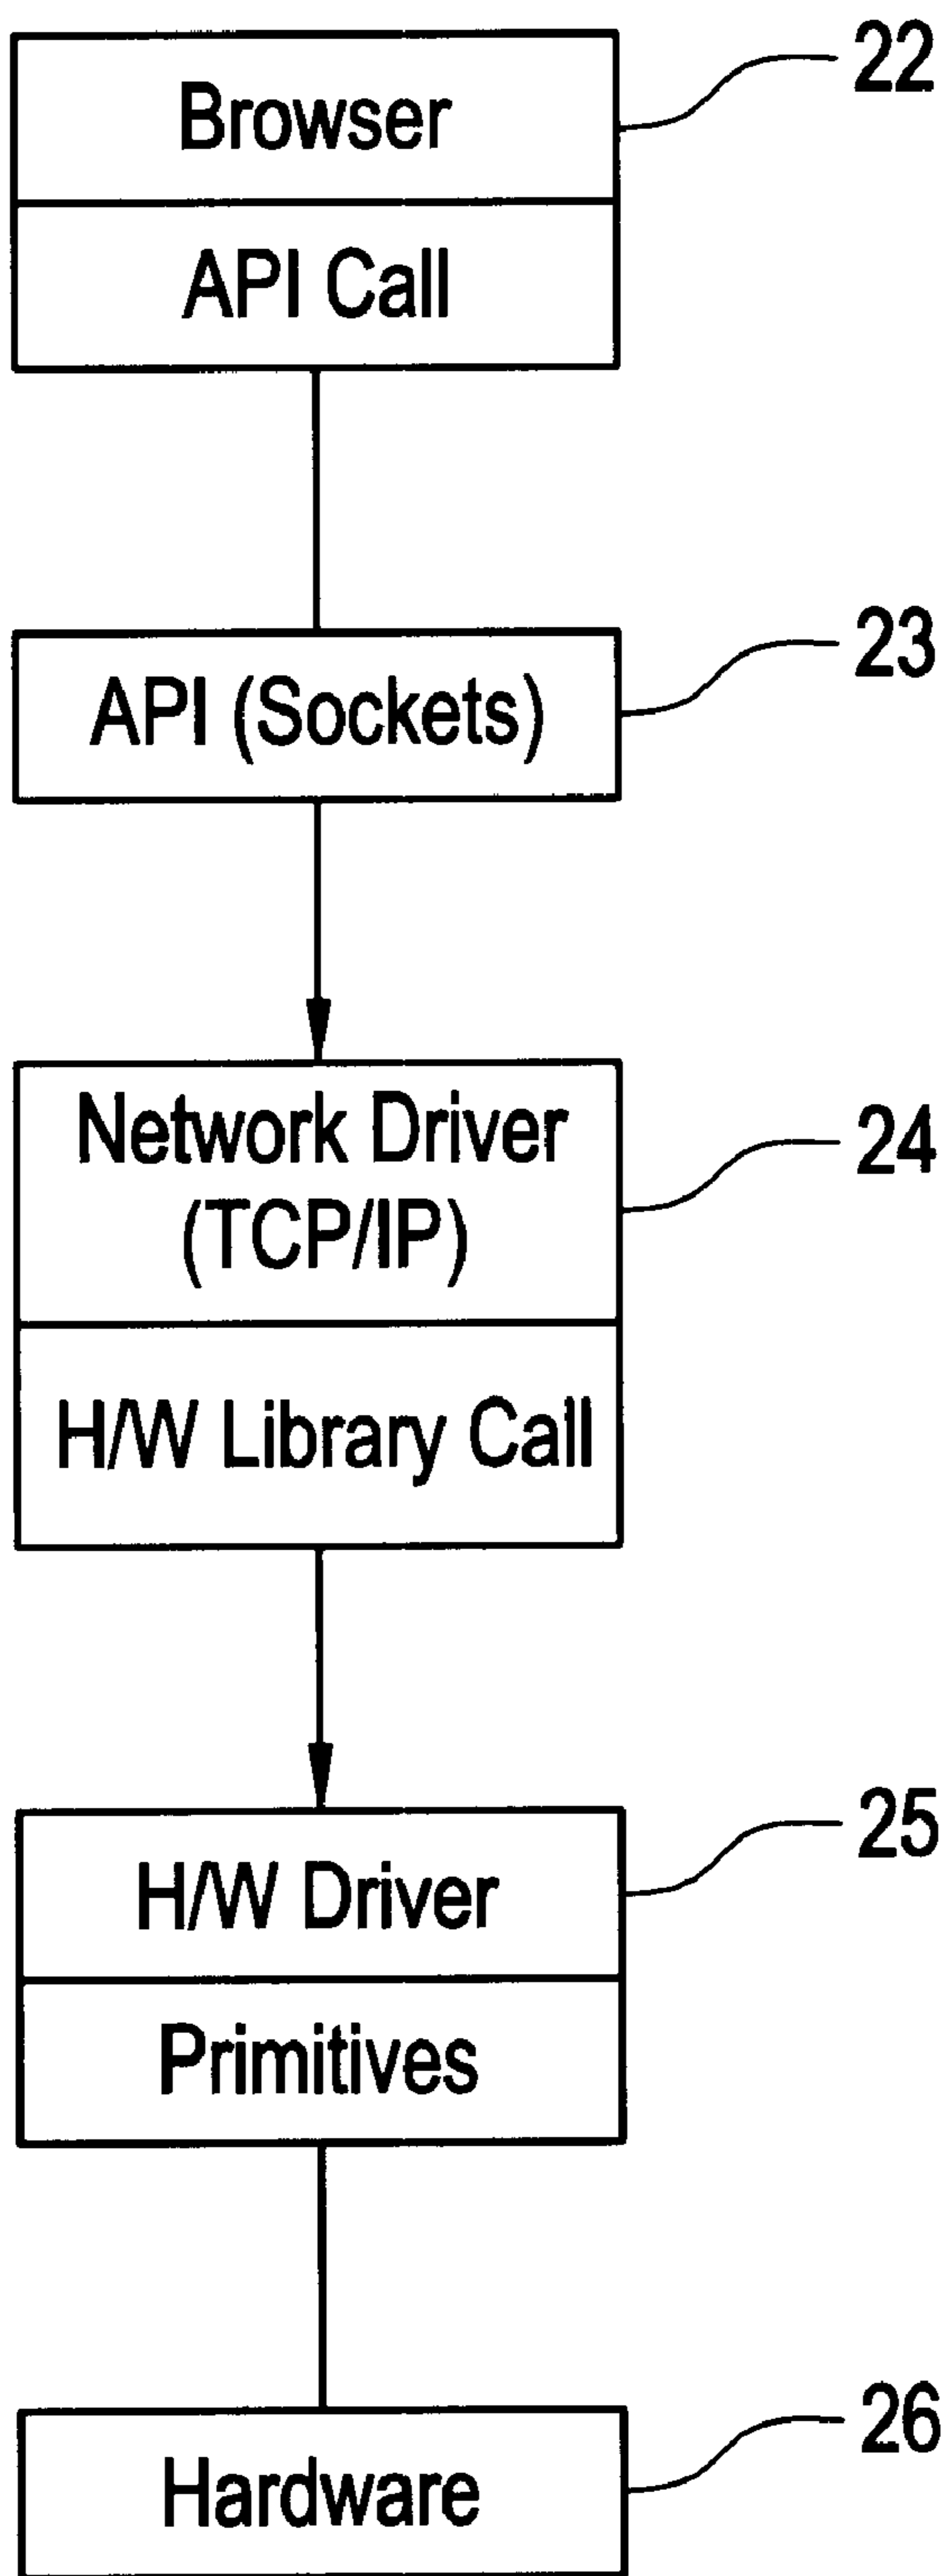 Browser
22
API Call
API (Sockets)
23
Network Driver
(TCP/IP)
24
H/W Library Call
H/W Driver
25
Primitives
Hardware
26